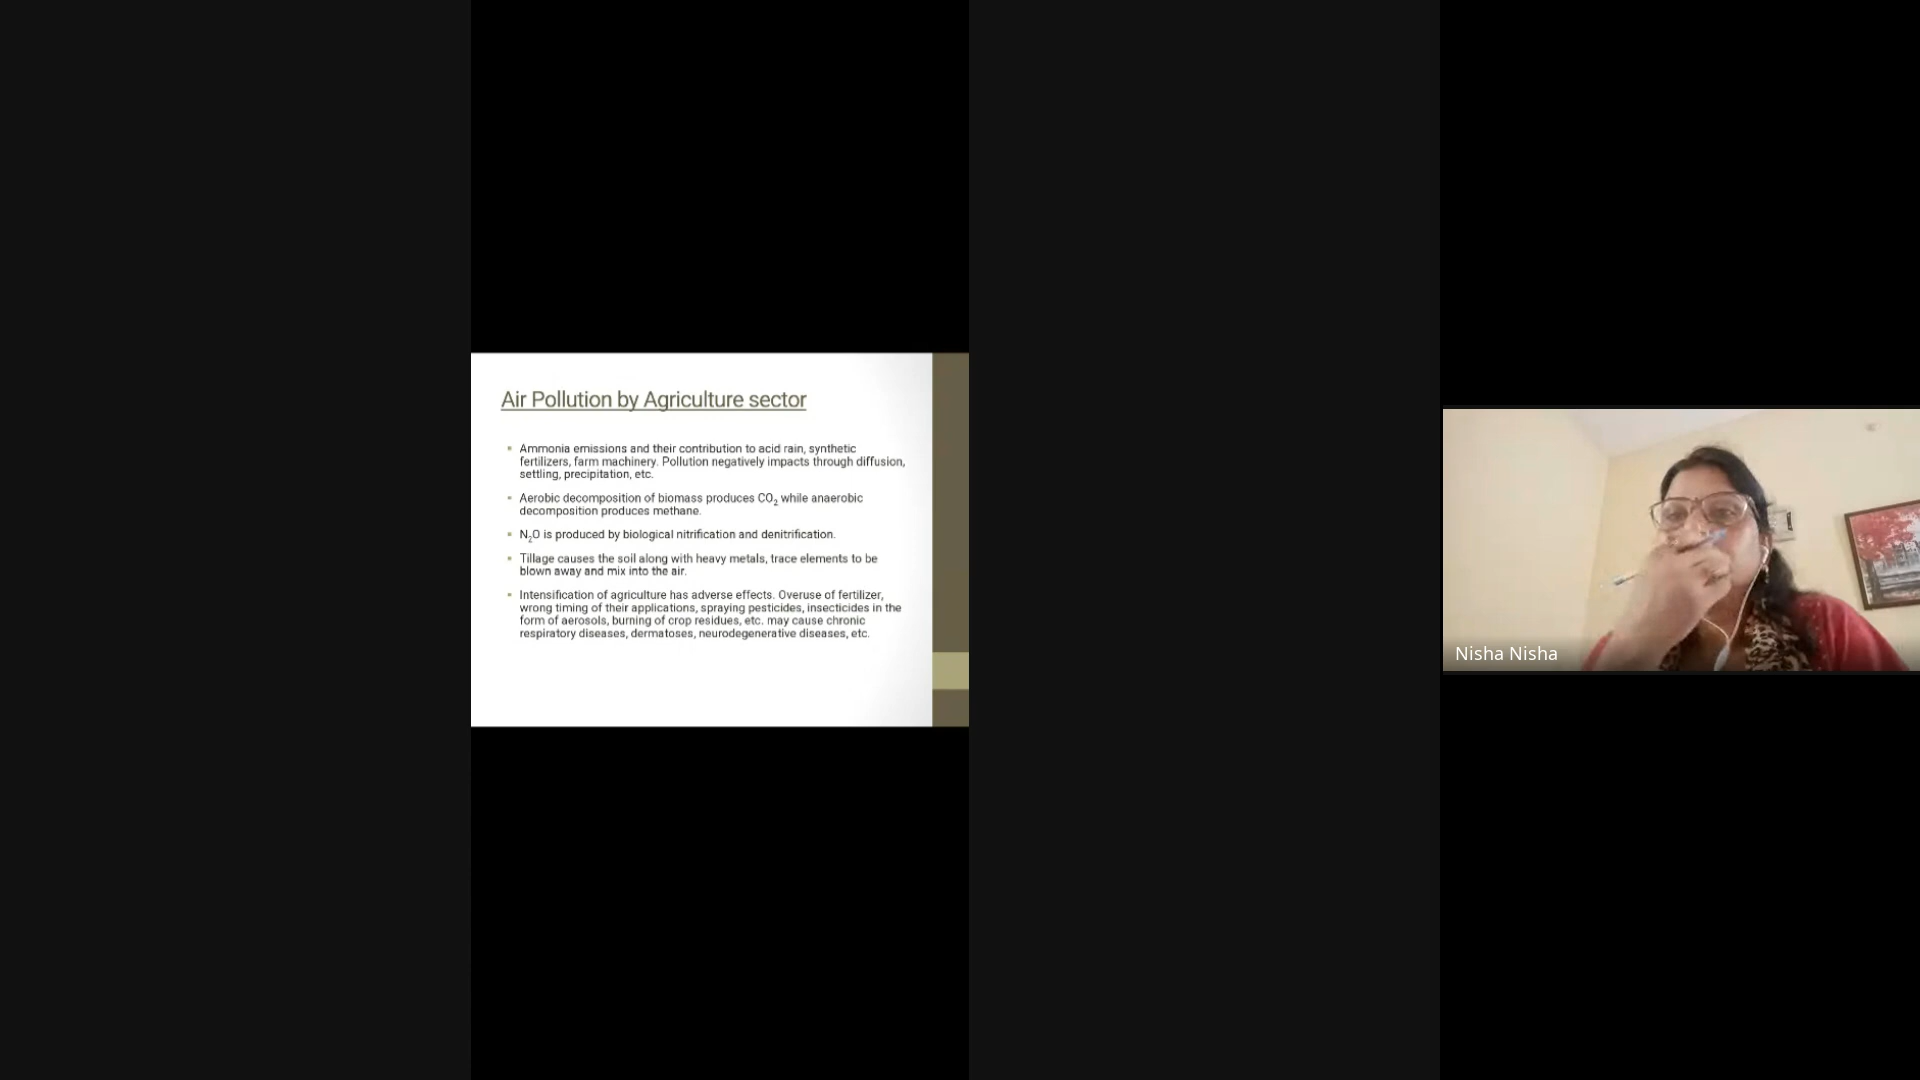 Air Pollution by Agriculture sector
Ammonia emissions and their contribution to acid rain, synthetic
fertilizers, farm machinery. Pollution negatively impacts through diffusion,
settling, precipitation, etc.
Aerobic decomposition of biomass produces CO₂ while anaerobic
decomposition produces methane.
N₂O is produced by biological nitrification and denitrification.
Tillage causes the soil along with heavy metals, trace elements to be
blown away and mix into the air.
Intensification of agriculture has adverse effects. Overuse of fertilizer,
wrong timing of their applications, spraying pesticides, insecticides in the
form of aerosols, burning of crop residues, etc. may cause chronic
respiratory diseases, dermatoses, neurodegenerative diseases, etc.
Nisha Nisha